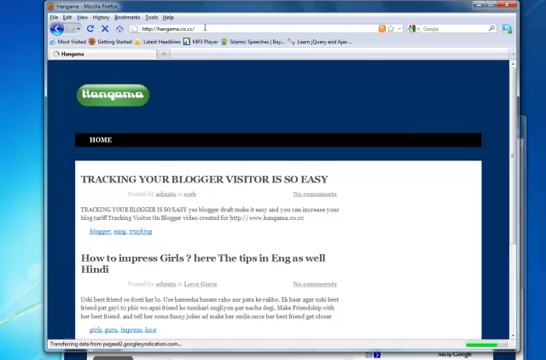 Hangama - Mozilla Firefox
File Edit View History Bookmarks Tools Help
http://hangama.co.cc/
Google
Most Visited Getting Started Latest Headlines MP3 Player Islamic Speeches | Bay... Learn jQuery and Ajax ...
Hangama
Hangama
HOME
TRACKING YOUR BLOGGER VISITOR IS SO EASY
Posted by admin in web No comments
TRACKING YOUR BLOGGER VISITOR IS SO EASY yes blogger draft make it easy and you can increase your
blog tariff Tracking Visitor On Blogger video created for http://www.hangama.co.cc
blogger, easy, tracking
How to impress Girls ? here The tips in Eng as well
Hindi
Posted by admin in Love Guru No comments
Uski best friend se dosti kar lo. Use hamesha hasate raho aur pata ke rakho. Ek baar agar uski best
friend pat gayi to phir wo apni friend ko tumhari angliyon par nacha degi. Make Friendship with
her best friend, and tell her some funny jokes ad make her smile.once her best friend get closer
girls, guru, impress, love
Transferring data from pagead2.googlesyndication.com...